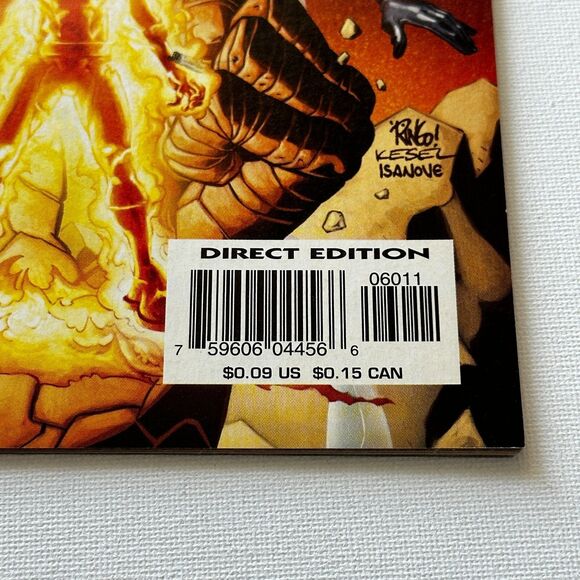 'RINGO!
KESEL
ISANOVE
DIRECT EDITION
06011
7 59606 04456 6
$0.09 US $0.15 CAN